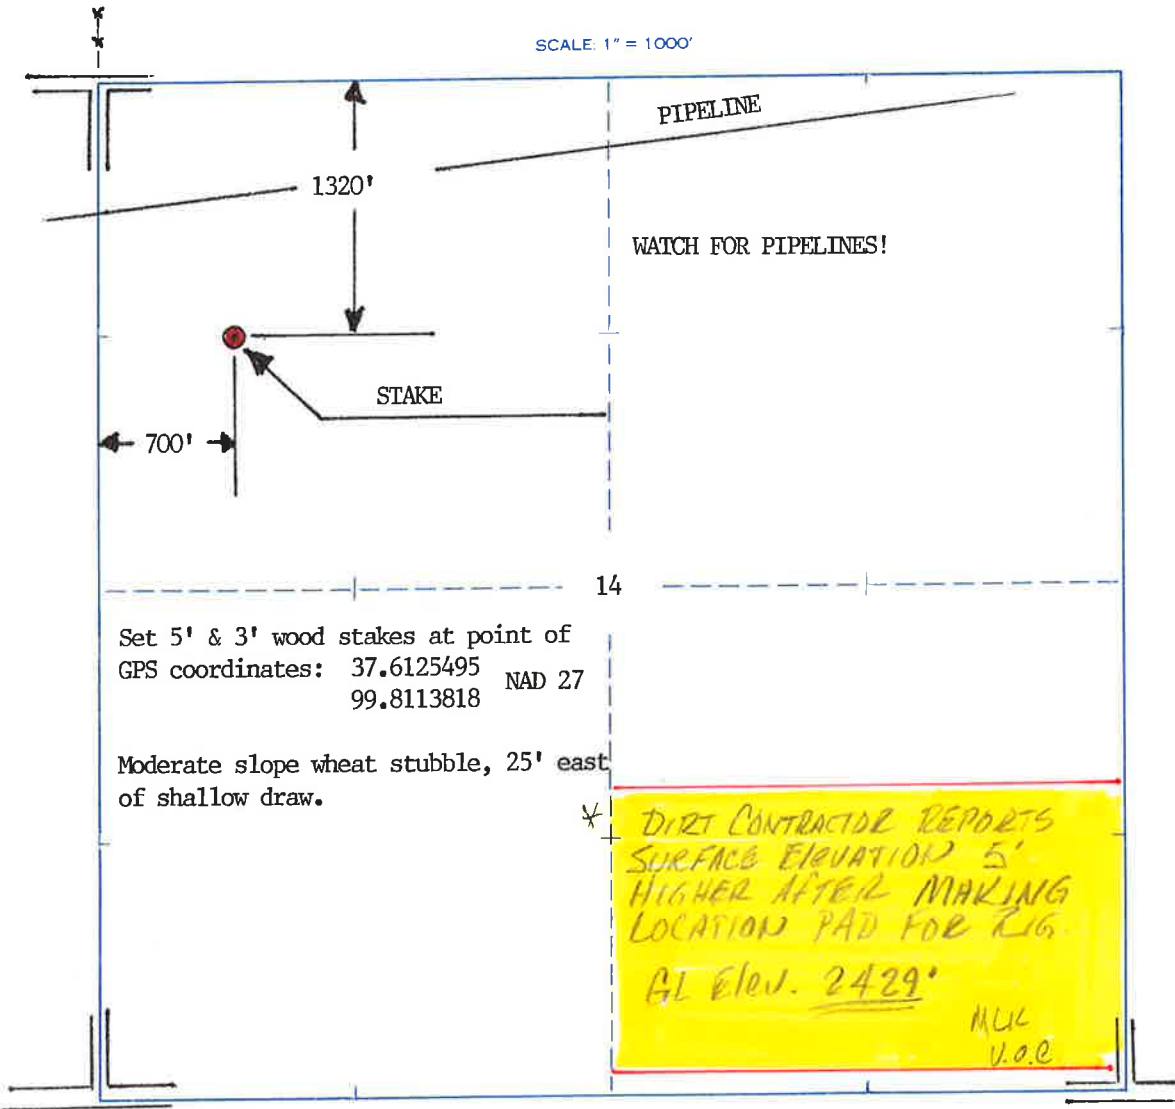 SCALE: 1" = 1000'
PIPELINE
1320'
WATCH FOR PIPELINES!
STAKE
700'
14
Set 5' & 3' wood stakes at point of
GPS coordinates: 37.6125495
NAD 27
99.8113818
Moderate slope wheat stubble, 25' east
of shallow draw.
* DIRT CONTRACTOR REPORTS
SURFACE ElEVATION 5'
HIGHER AFTER MAKING
LOCATION PAD FOR RIG.
GL Elev. 2429'
V.O.C